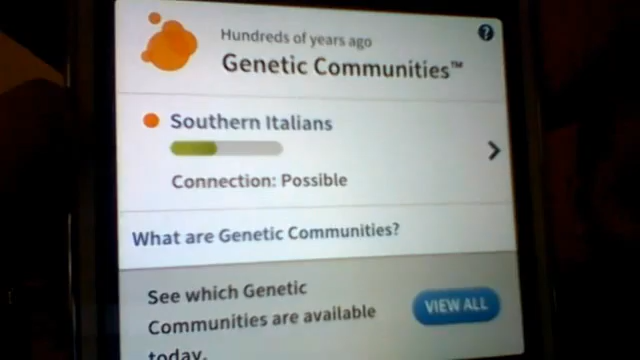 Hundreds of years ago
?
Genetic Communities™
Southern Italians
Connection: Possible
What are Genetic Communities?
See which Genetic
Communities are available
today.
VIEW ALL